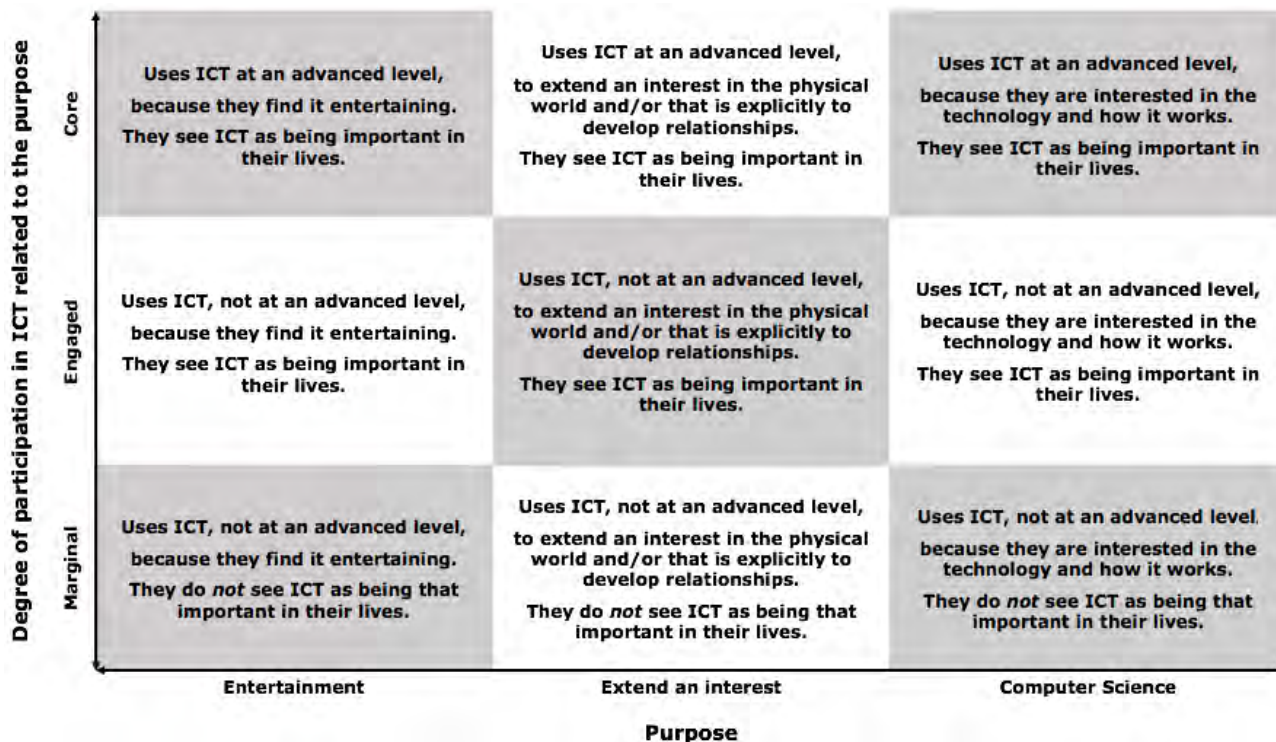 Degree of participation in ICT related to the purpose
Core
Uses ICT at an advanced level,
because they find it entertaining.
They see ICT as being important in
their lives.
Uses ICT at an advanced level,
to extend an interest in the physical
world and/or that is explicitly to
develop relationships.
They see ICT as being important in
their lives.
Uses ICT at an advanced level,
because they are interested in the
technology and how it works.
They see ICT as being important in
their lives.
Engaged
Uses ICT, not at an advanced level,
because they find it entertaining.
They see ICT as being important in
their lives.
Uses ICT, not at an advanced level,
to extend an interest in the physical
world and/or that is explicitly to
develop relationships.
They see ICT as being important in
their lives.
Uses ICT, not at an advanced level,
because they are interested in the
technology and how it works.
They see ICT as being important in
their lives.
Marginal
Uses ICT, not at an advanced level,
because they find it entertaining.
They do not see ICT as being that
important in their lives.
Uses ICT, not at an advanced level,
to extend an interest in the physical
world and/or that is explicitly to
develop relationships.
They do not see ICT as being that
important in their lives.
Uses ICT, not at an advanced level,
because they are interested in the
technology and how it works.
They do not see ICT as being that
important in their lives.
Entertainment
Extend an interest
Computer Science
Purpose